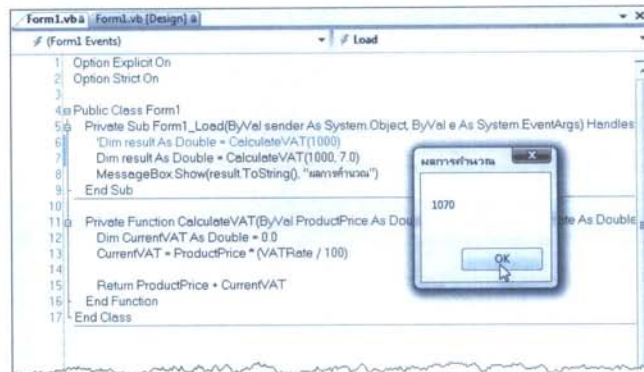 Form1.vb Form1.vb [Design]
(Form1 Events) Load
1 Option Explicit On
2 Option Strict On
3
4 Public Class Form1
5 Private Sub Form1_Load(ByVal sender As System.Object, ByVal e As System.EventArgs) Handles
6 'Dim result As Double = CalculateVAT(1000)
7 Dim result As Double = CalculateVAT(1000, 7.0)
8 MessageBox.Show(result.ToString(), "ผลการคำนวณ")
9 End Sub
10
11 Private Function CalculateVAT(ByVal ProductPrice As Dou te As Double
12 Dim CurrentVAT As Double = 0.0
13 CurrentVAT = ProductPrice * (VATRate / 100)
14
15 Return ProductPrice + CurrentVAT
16 End Function
17 End Class
ผลการคำนวณ
1070
OK